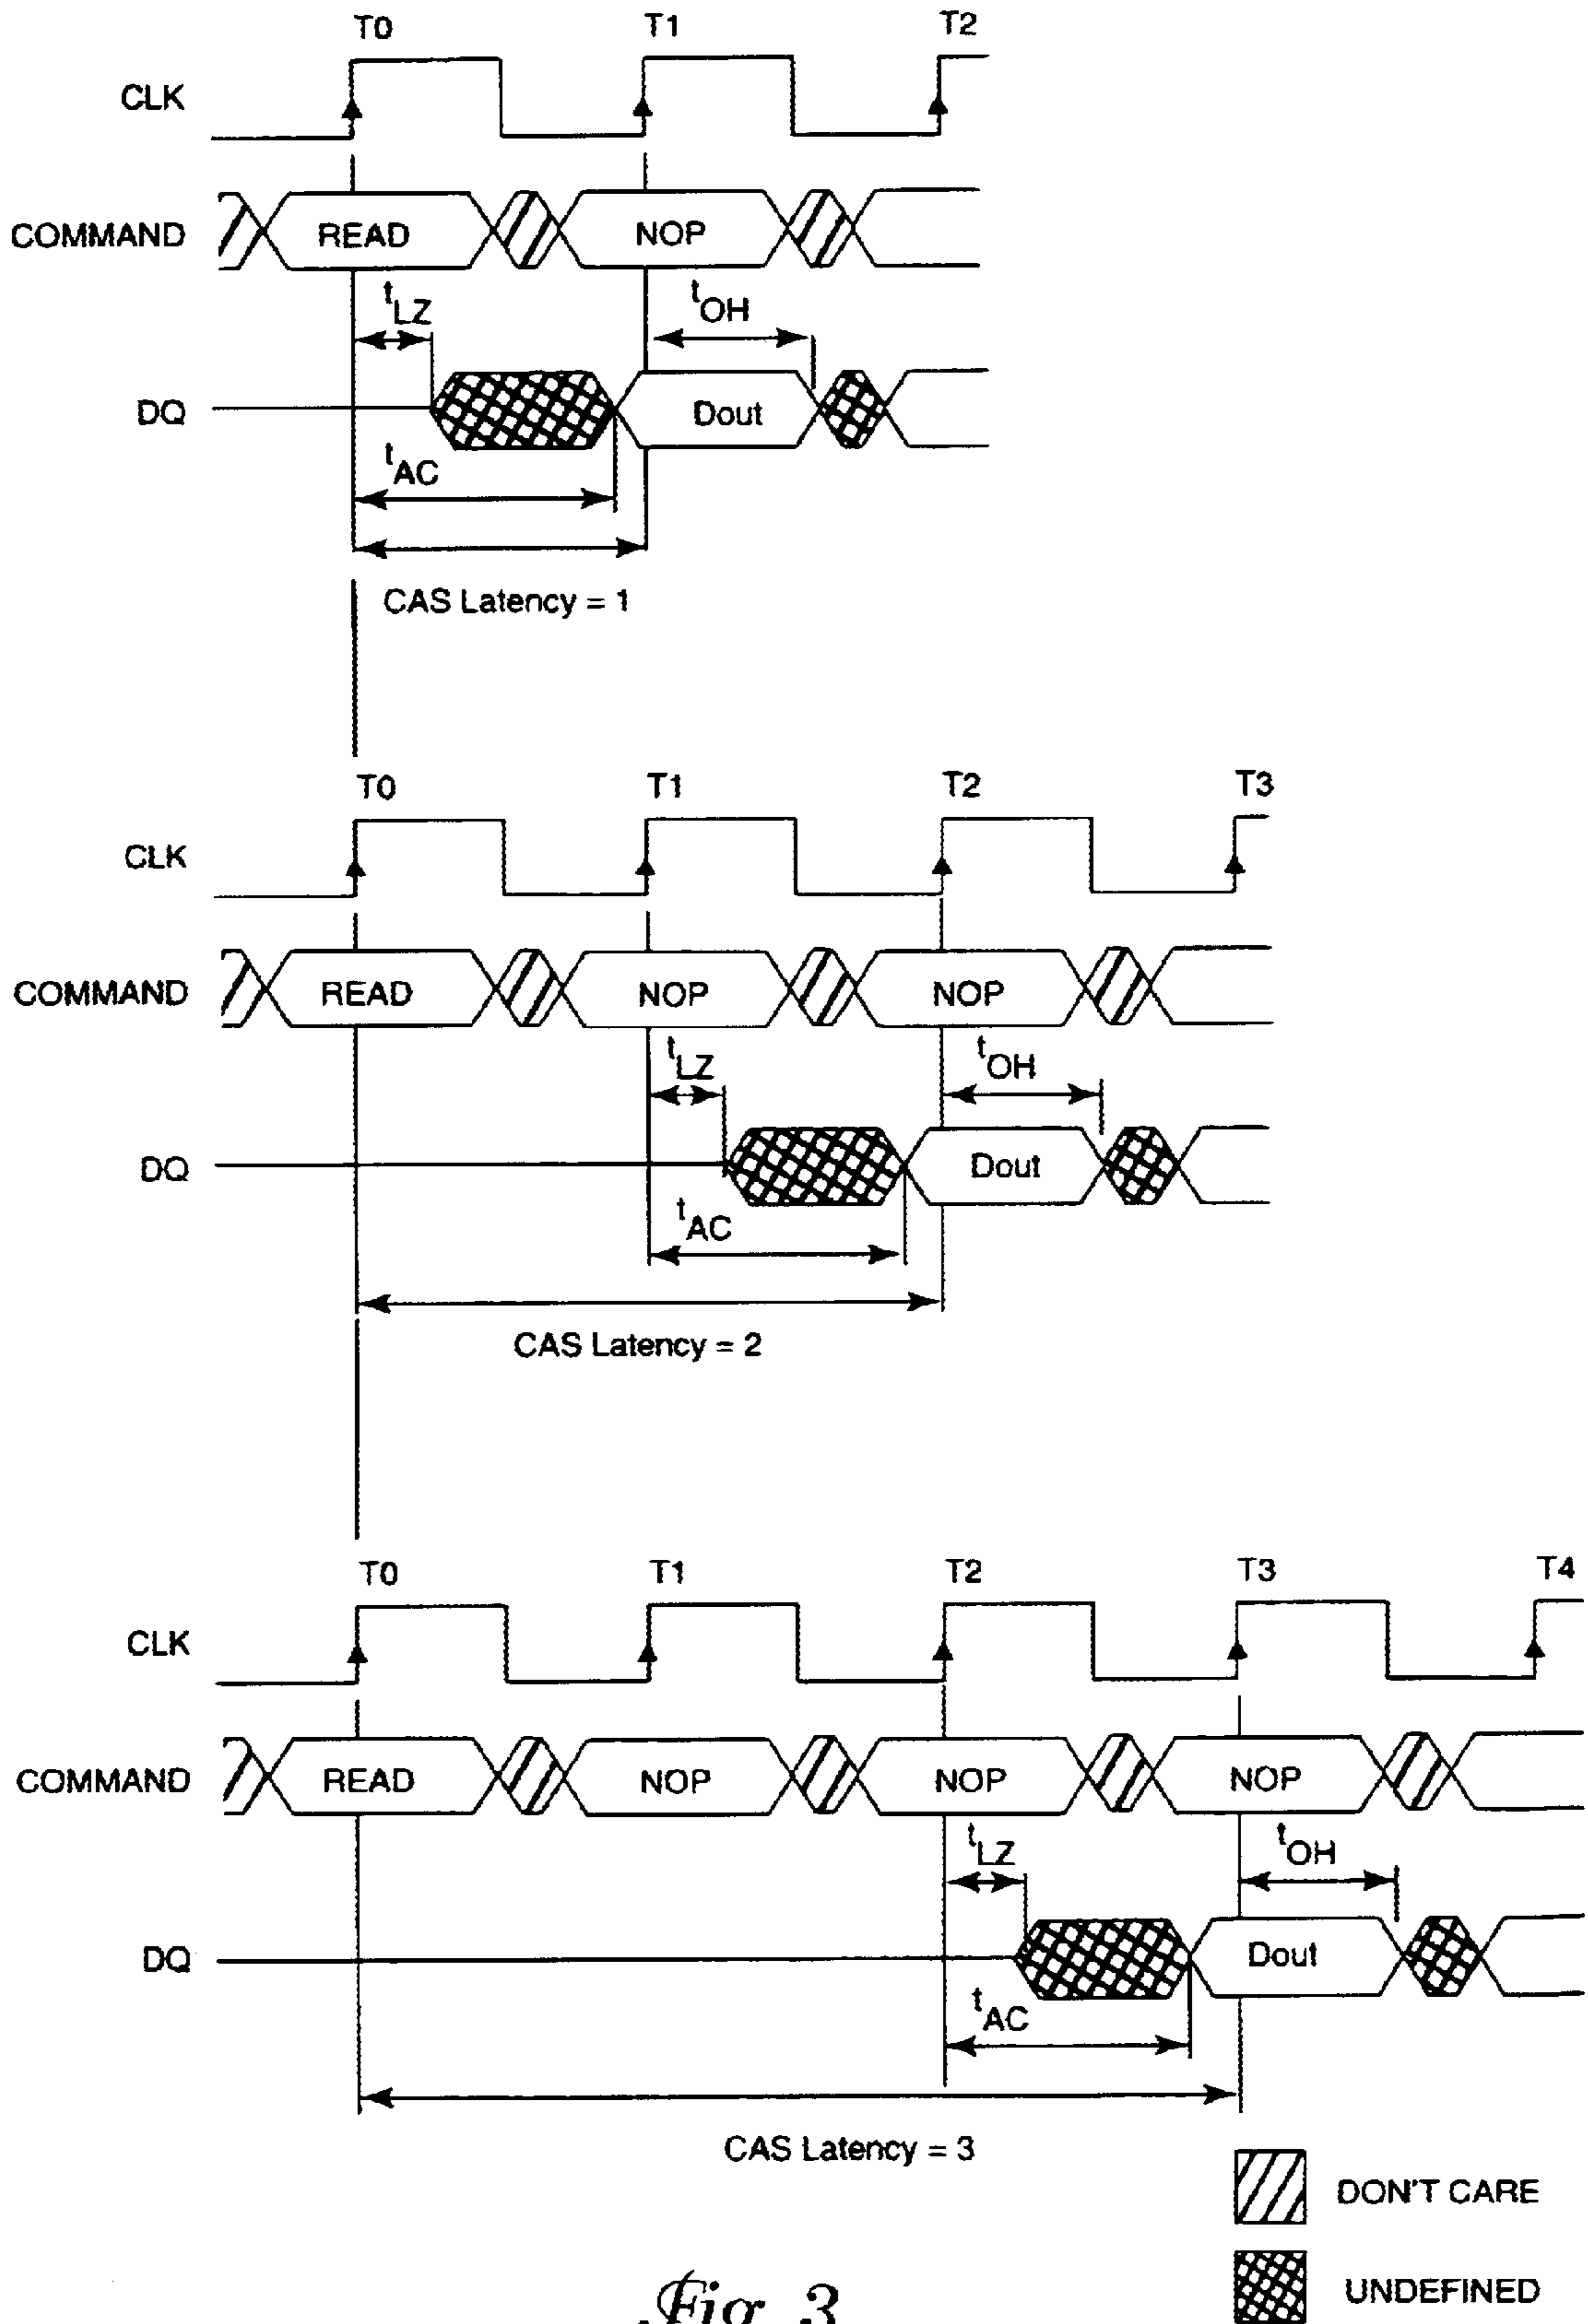 T0 T1 T2
CLK
COMMAND READ NOP
tLZ tOH
DQ Dout
tAC
CAS Latency = 1
T0 T1 T2 T3
CLK
COMMAND READ NOP NOP
tLZ tOH
DQ Dout
tAC
CAS Latency = 2
T0 T1 T2 T3 T4
CLK
COMMAND READ NOP NOP NOP
tLZ tOH
DQ Dout
tAC
CAS Latency = 3
DON'T CARE
UNDEFINED
Fig. 3